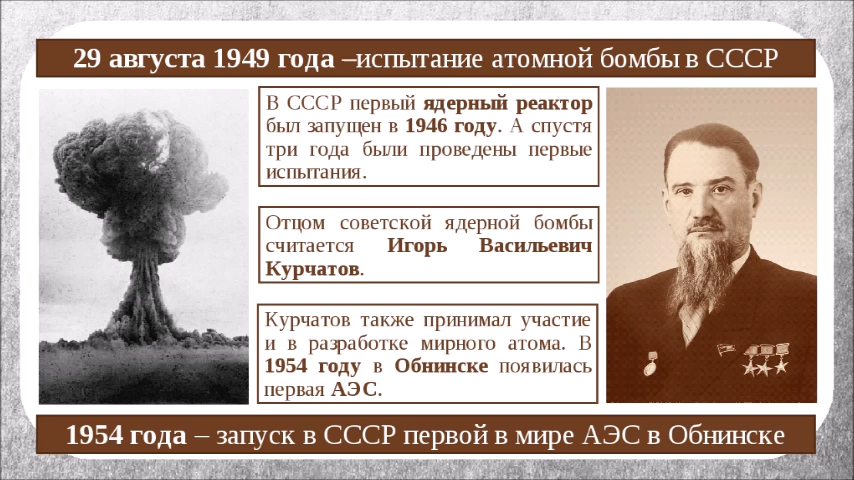 29 августа 1949 года –испытание атомной бомбы в СССР
В СССР первый ядерный реактор
был запущен в 1946 году. А спустя
три года были проведены первые
испытания.
Отцом советской ядерной бомбы
считается Игорь Васильевич
Курчатов.
Курчатов также принимал участие
и в разработке мирного атома. В
1954 году в Обнинске появилась
первая АЭС.
1954 года – запуск в СССР первой в мире АЭС в Обнинске